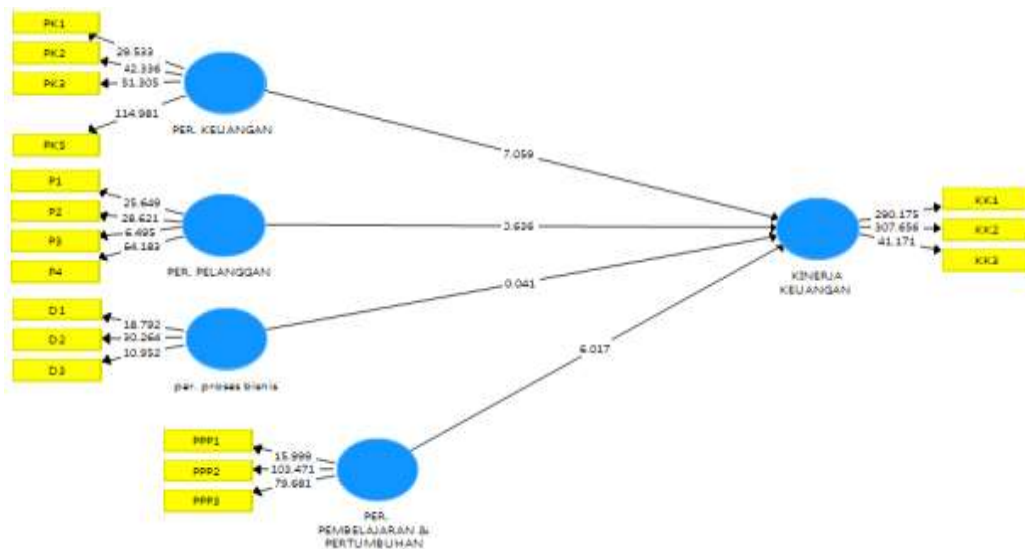 PK1
29.533
PK2
42.336
PK3
51.305
114.981
PK5
PER. KEUANGAN
7.059
P1
25.649
P2
28.621
P3
6.495
P4
64.183
PER. PELANGGAN
3.636
KINERJA
KEUANGAN
290.175
307.656
41.171
KK1
KK2
KK3
D1
18.792
D2
30.264
D3
10.952
per. proses bisnis
0.041
6.017
PPP1
15.999
PPP2
103.471
PPP3
79.681
PER.
PEMBELAJARAN &
PERTUMBUHAN